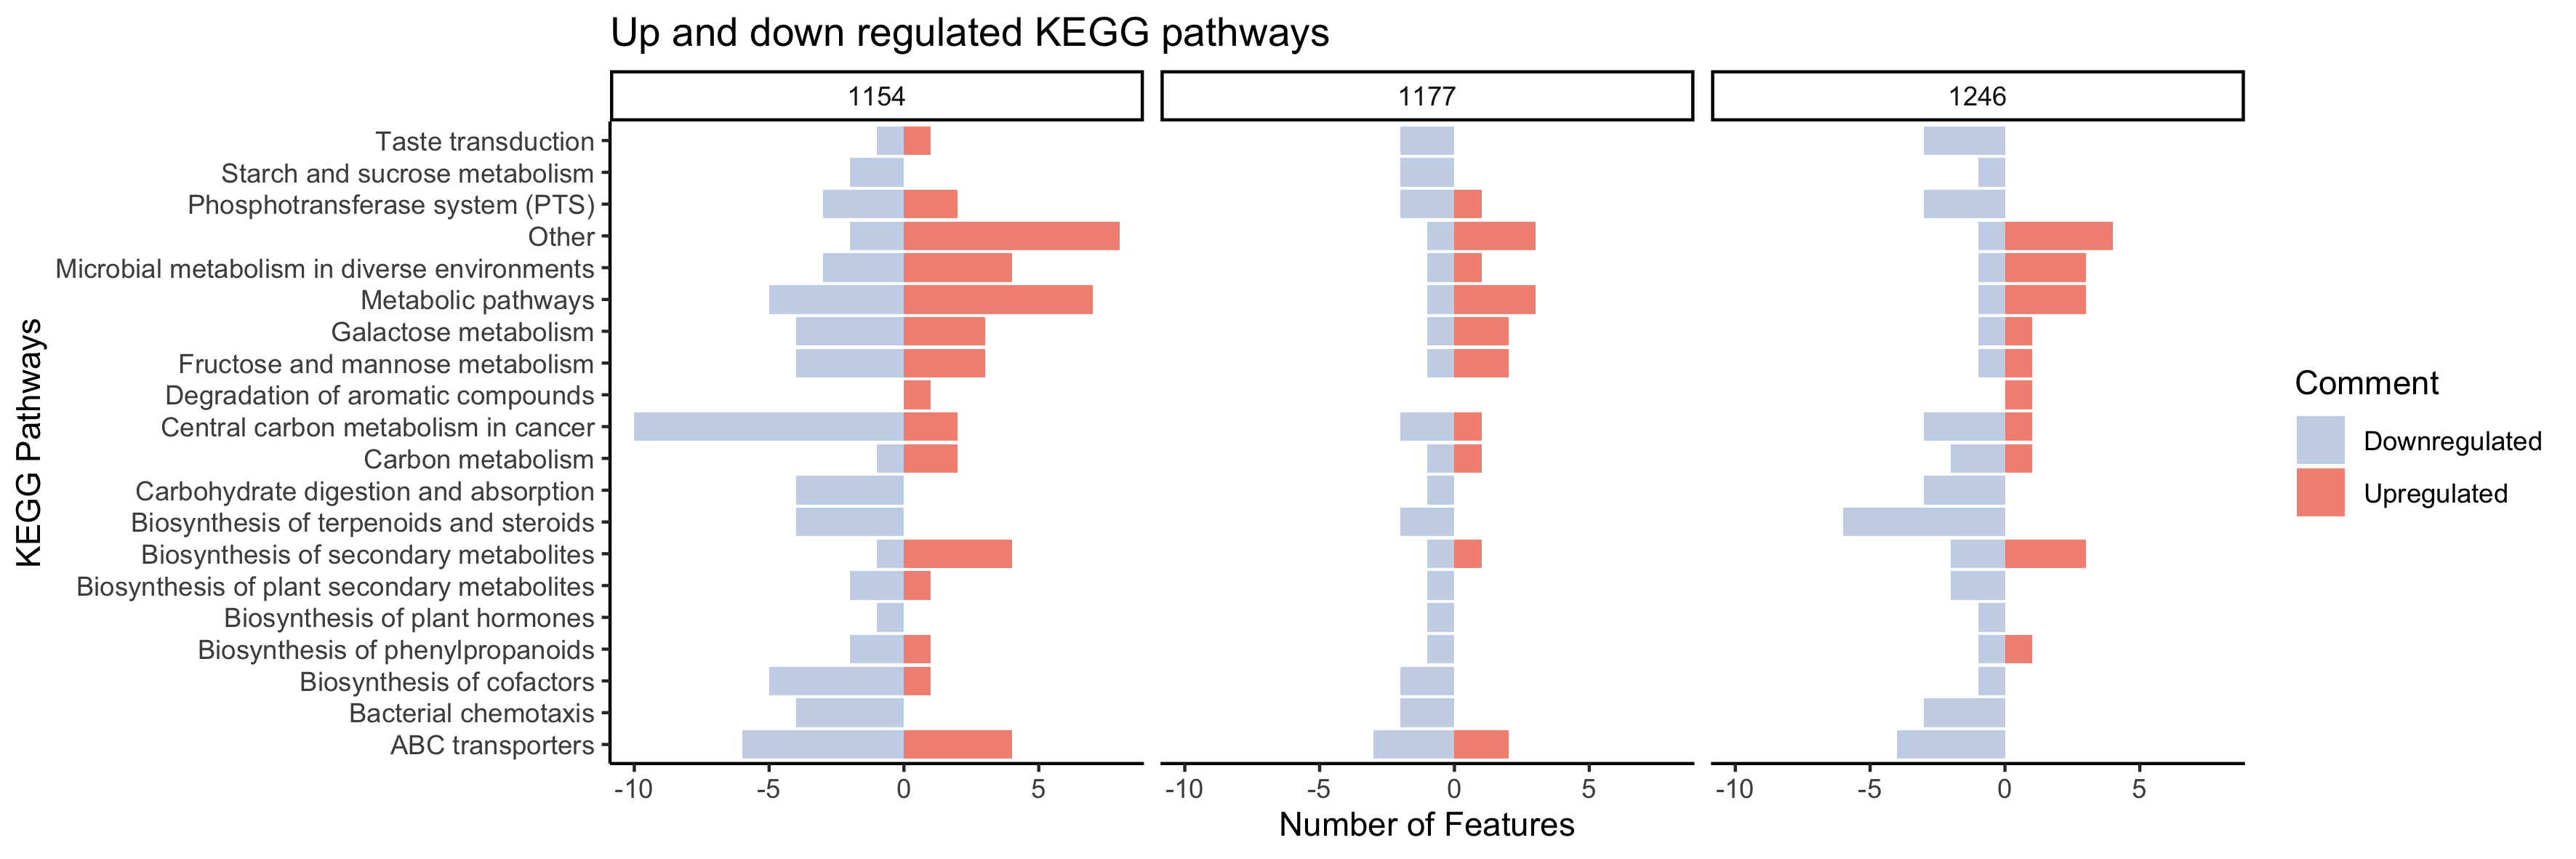 Up and down regulated KEGG pathways
1154
1177
1246
KEGG Pathways
Taste transduction
Starch and sucrose metabolism
Phosphotransferase system (PTS)
Other
Microbial metabolism in diverse environments
Metabolic pathways
Galactose metabolism
Fructose and mannose metabolism
Degradation of aromatic compounds
Central carbon metabolism in cancer
Carbon metabolism
Carbohydrate digestion and absorption
Biosynthesis of terpenoids and steroids
Biosynthesis of secondary metabolites
Biosynthesis of plant secondary metabolites
Biosynthesis of plant hormones
Biosynthesis of phenylpropanoids
Biosynthesis of cofactors
Bacterial chemotaxis
ABC transporters
-10 -5 0 5
-10 -5 0 5
-10 -5 0 5
Number of Features
Comment
Downregulated
Upregulated